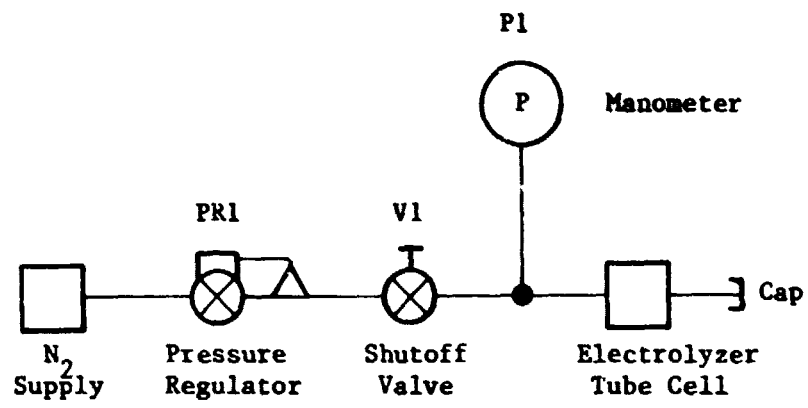 P1
P
Manometer
PR1
V1
Cap
N2
Supply
Pressure
Regulator
Shutoff
Valve
Electrolyzer
Tube Cell